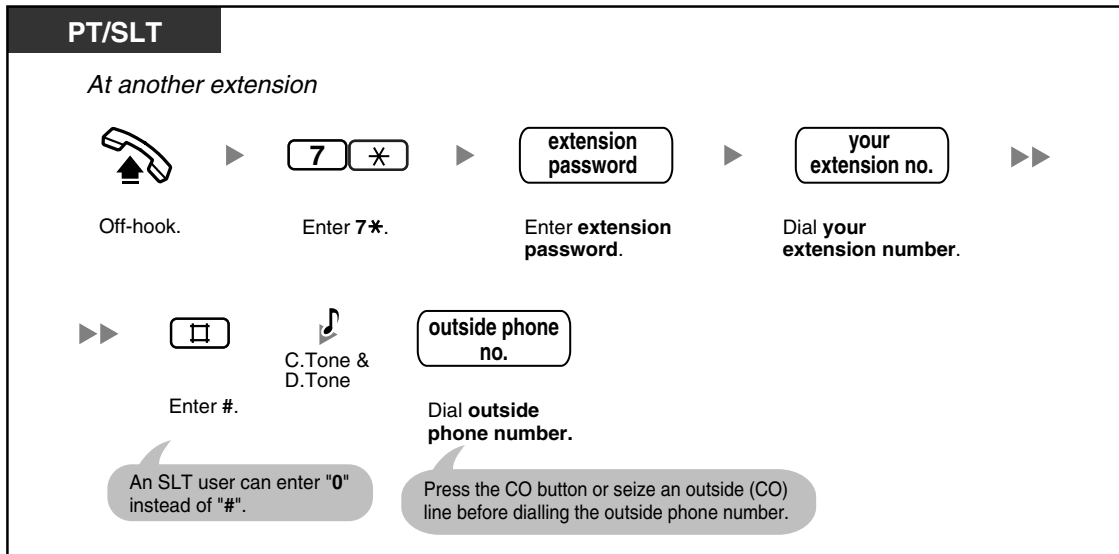 PT/SLT
At another extension
7 ✱
extension
password
your
extension no.
Off-hook.
Enter 7✱.
Enter extension
password.
Dial your
extension number.
#
C.Tone &
D.Tone
outside phone
no.
Enter #.
Dial outside
phone number.
An SLT user can enter "0"
instead of "#".
Press the CO button or seize an outside (CO)
line before dialling the outside phone number.